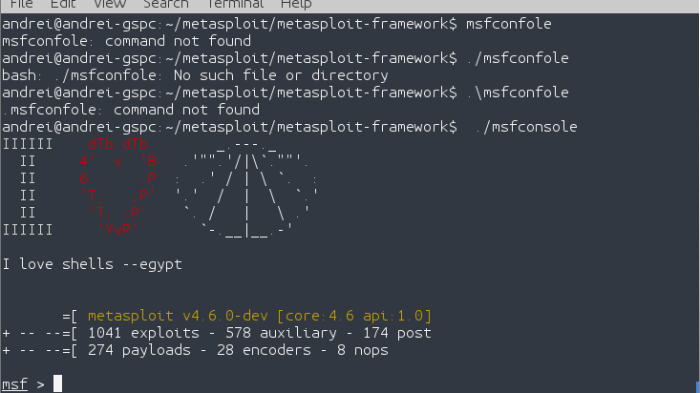 File Edit View Search Terminal Help
andrei@andrei-gspc:~/metasploit/metasploit-framework$ msfconfole
msfconfole: command not found
andrei@andrei-gspc:~/metasploit/metasploit-framework$ ./msfconfole
bash: ./msfconfole: No such file or directory
andrei@andrei-gspc:~/metasploit/metasploit-framework$ .\msfconfole
.msfconfole: command not found
andrei@andrei-gspc:~/metasploit/metasploit-framework$  ./msfconsole
IIIIII    dTb.dTb        _.---._
  II     4'  v  'B   .'"".'/|\`.""'.
  II     6.     .P  :  .' / | \ `.  :
  II     'T;. .;P'  '.'  /  |  \  `.'
  II      'T; ;P'    `. /   |   \ .'
IIIIII     'YvP'       `-.__|__.-'
I love shells --egypt
       =[ metasploit v4.6.0-dev [core:4.6 api:1.0]
+ -- --=[ 1041 exploits - 578 auxiliary - 174 post
+ -- --=[ 274 payloads - 28 encoders - 8 nops
msf >